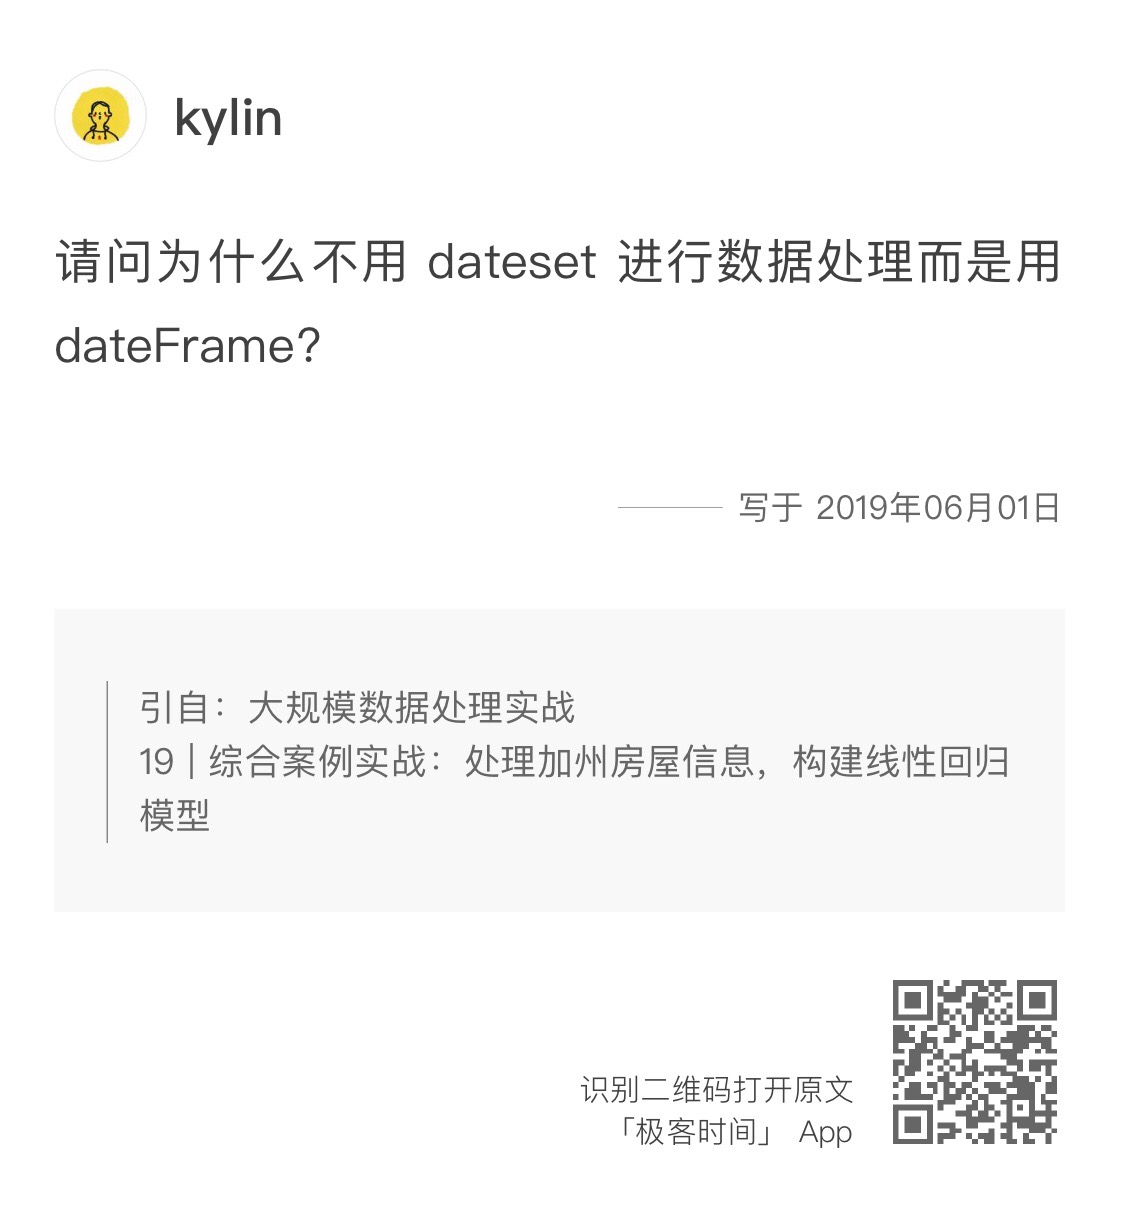 kylin
请问为什么不用 dateset 进行数据处理而是用
dateFrame?
写于 2019年06月01日
引自：大规模数据处理实战
19 | 综合案例实战：处理加州房屋信息，构建线性回归
模型
识别二维码打开原文
「极客时间」 App